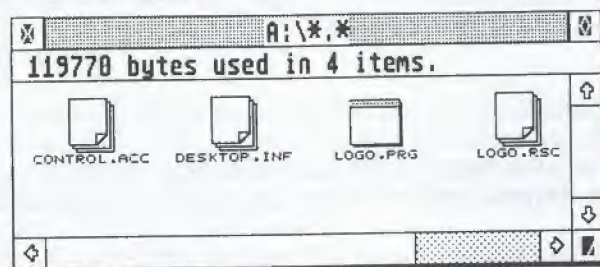 A:\*.*
119770 bytes used in 4 items.
CONTROL.ACC DESKTOP.INF LOGO.PRG LOGO.RSC